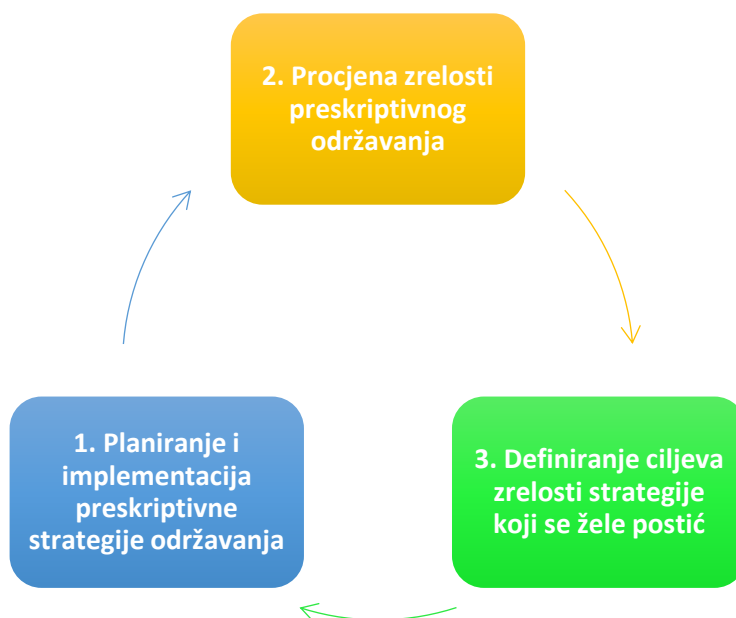 2. Procjena zrelosti
preskriptivnog
održavanja
1. Planiranje i
implementacija
preskriptivne
strategije održavanja
3. Definiranje ciljeva
zrelosti strategije
koji se žele postić